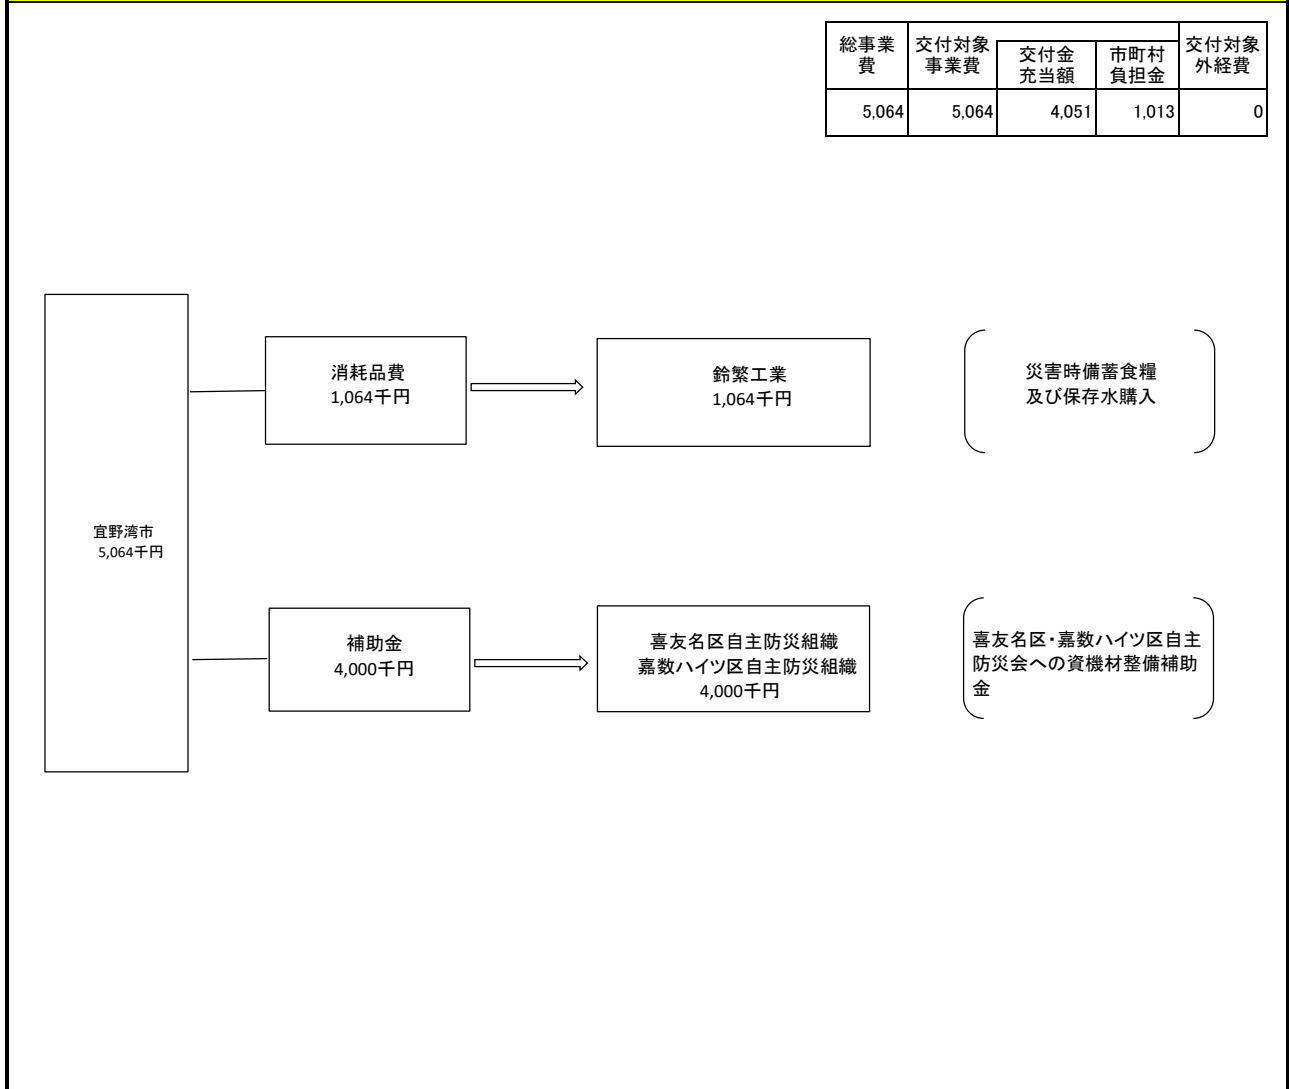 総事業
費
交付対象
事業費
交付金
充当額
市町村
負担金
交付対象
外経費
5,064
5,064
4,051
1,013
0
宜野湾市
5,064千円
消耗品費
1,064千円
鈴繁工業
1,064千円
災害時備蓄食糧
及び保存水購入
補助金
4,000千円
喜友名区自主防災組織
嘉数ハイツ区自主防災組織
4,000千円
喜友名区・嘉数ハイツ区自主
防災会への資機材整備補助
金